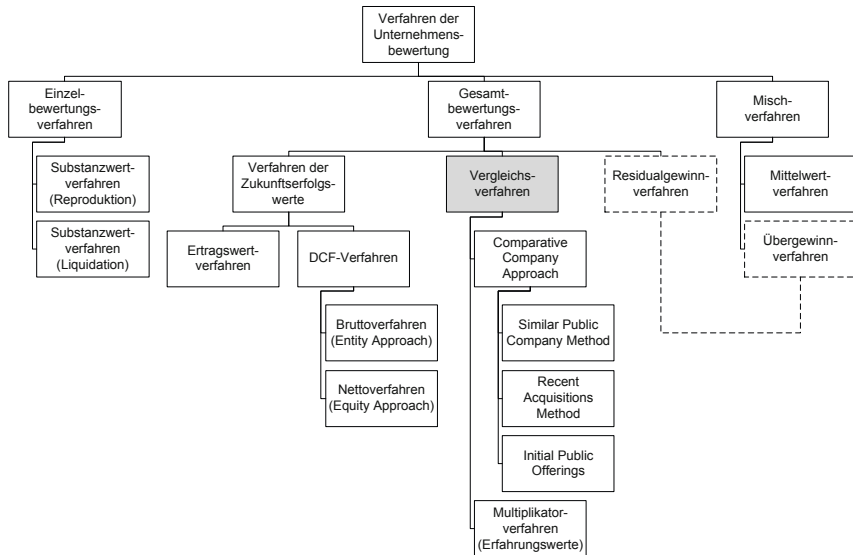 Verfahren der
Unternehmens-
bewertung
Einzel-
bewertungs-
verfahren
Gesamt-
bewertungs-
verfahren
Misch-
verfahren
Substanzwert-
verfahren
(Reproduktion)
Substanzwert-
verfahren
(Liquidation)
Verfahren der
Zukunftserfolgs-
werte
Vergleichs-
verfahren
Residualgewinn-
verfahren
Mittelwert-
verfahren
Übergewinn-
verfahren
Ertragswert-
verfahren
DCF-Verfahren
Bruttoverfahren
(Entity Approach)
Nettoverfahren
(Equity Approach)
Comparative
Company
Approach
Similar Public
Company Method
Recent
Acquisitions
Method
Initial Public
Offerings
Multiplikator-
verfahren
(Erfahrungswerte)